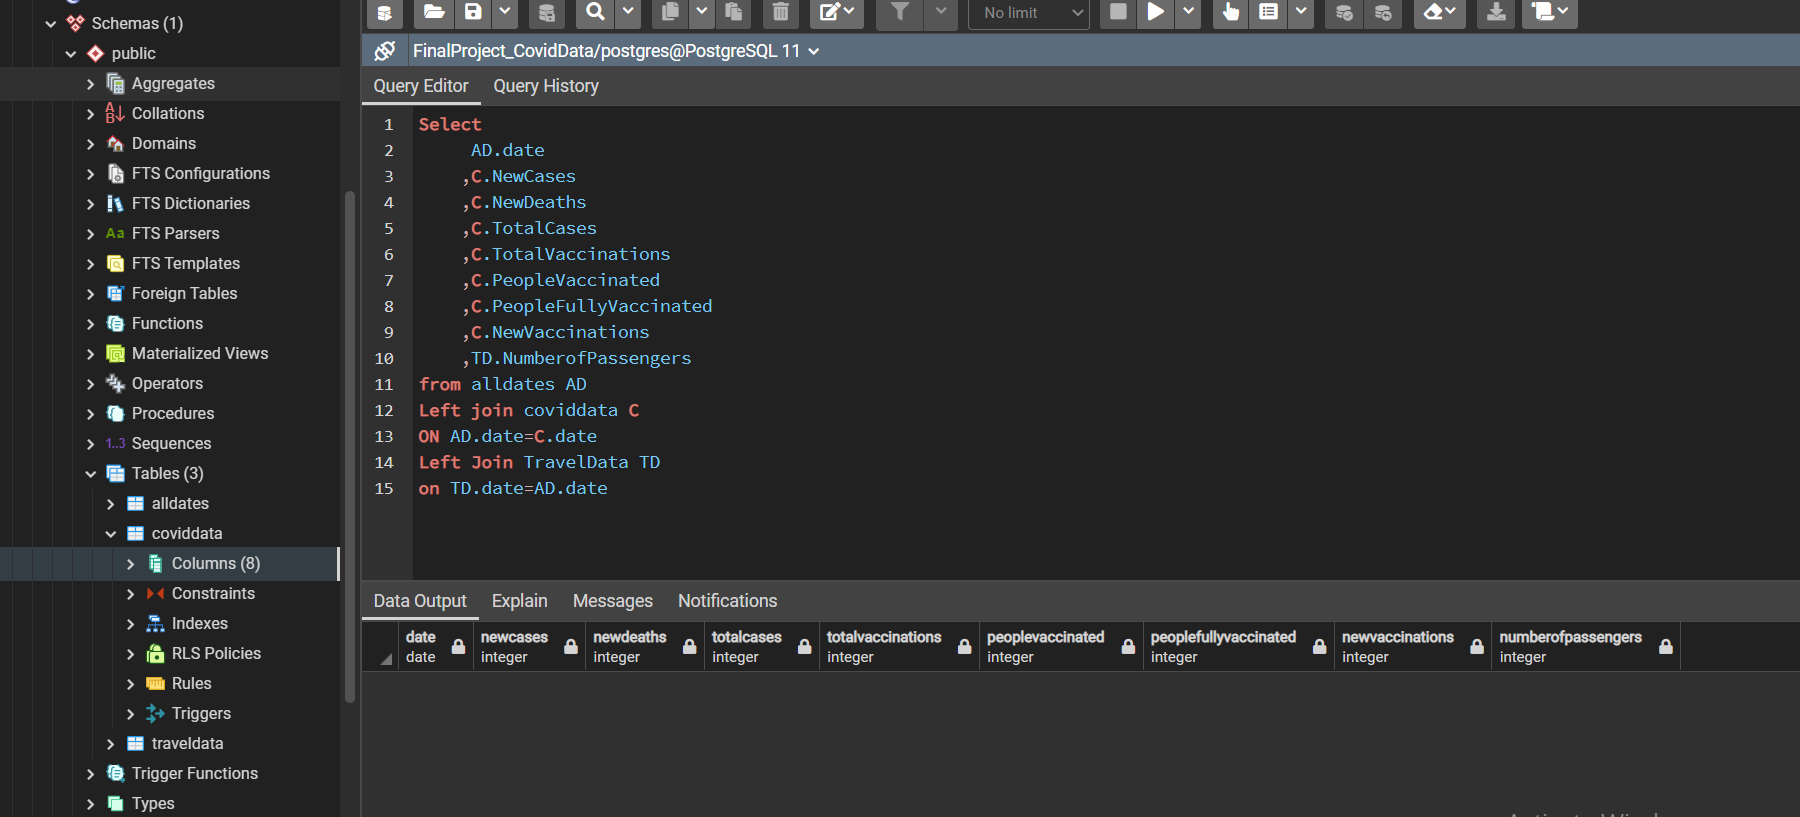 Schemas (1)
public
Aggregates
Collations
Domains
FTS Configurations
FTS Dictionaries
Aa FTS Parsers
FTS Templates
Foreign Tables
Functions
Materialized Views
Operators
Procedures
1..3 Sequences
Tables (3)
alldates
coviddata
Columns (8)
Constraints
Indexes
RLS Policies
Rules
Triggers
traveldata
Trigger Functions
Types
No limit
FinalProject_CovidData/postgres@PostgreSQL 11
Query Editor Query History
1 Select
2 AD.date
3 ,C.NewCases
4 ,C.NewDeaths
5 ,C.TotalCases
6 ,C.TotalVaccinations
7 ,C.PeopleVaccinated
8 ,C.PeopleFullyVaccinated
9 ,C.NewVaccinations
10 ,TD.NumberofPassengers
11 from alldates AD
12 Left join coviddata C
13 ON AD.date=C.date
14 Left Join TravelData TD
15 on TD.date=AD.date
Data Output Explain Messages Notifications
date newcases newdeaths totalcases totalvaccinations peoplevaccinated peoplefullyvaccinated newvaccinations numberofpassengers
date integer integer integer integer integer integer integer integer